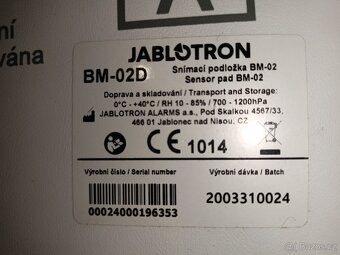 ní
vána
JABLOTRON
BM-02D
Snímací podložka BM-02
Sensor pad BM-02
Doprava a skladování / Transport and Storage:
0°C - +40°C / RH 10 - 85% / 700 - 1200hPa
JABLOTRON ALARMS a.s., Pod Skalkou 4567/33,
466 01 Jablonec nad Nisou, CZ
CE 1014
Výrobní číslo / Serial number
Výrobní dávka / Batch
00024000196353
2003310024